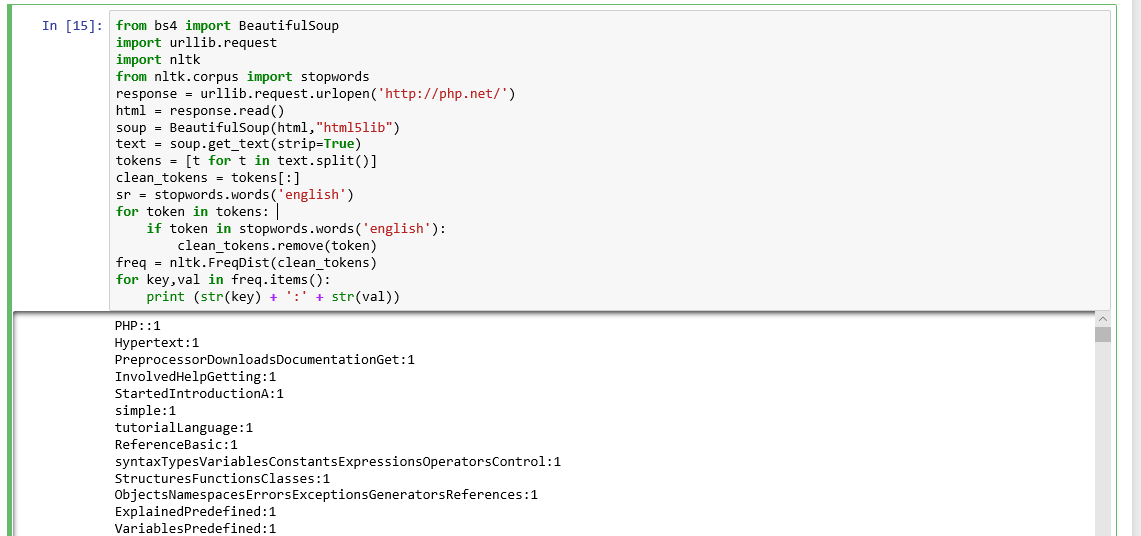 In [15]: from bs4 import BeautifulSoup
import urllib.request
import nltk
from nltk.corpus import stopwords
response = urllib.request.urlopen('http://php.net/')
html = response.read()
soup = BeautifulSoup(html,"html5lib")
text = soup.get_text(strip=True)
tokens = [t for t in text.split()]
clean_tokens = tokens[:]
sr = stopwords.words('english')
for token in tokens:
    if token in stopwords.words('english'):
        clean_tokens.remove(token)
freq = nltk.FreqDist(clean_tokens)
for key,val in freq.items():
    print (str(key) + ':' + str(val))
PHP::1
Hypertext:1
PreprocessorDownloadsDocumentationGet:1
InvolvedHelpGetting:1
StartedIntroductionA:1
simple:1
tutorialLanguage:1
ReferenceBasic:1
syntaxTypesVariablesConstantsExpressionsOperatorsControl:1
StructuresFunctionsClasses:1
ObjectsNamespacesErrorsExceptionsGeneratorsReferences:1
ExplainedPredefined:1
VariablesPredefined:1